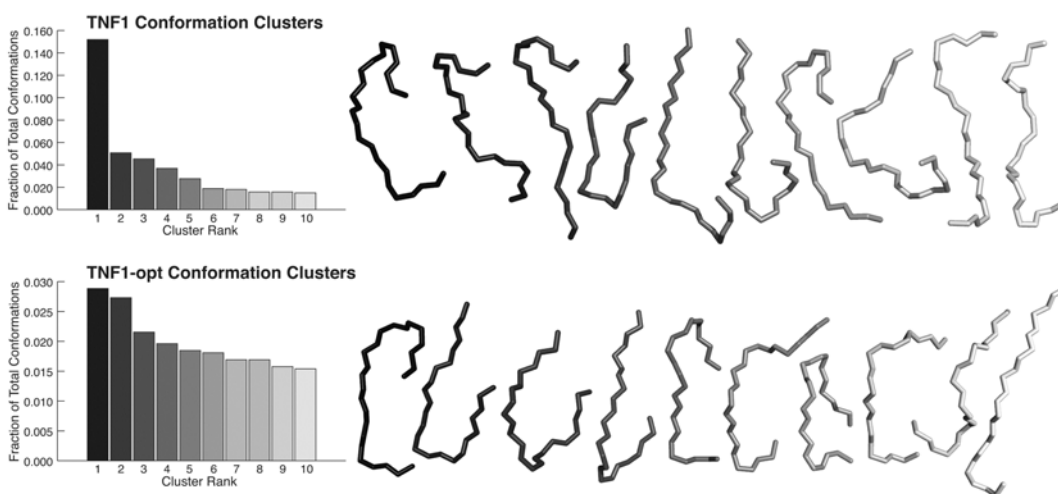 TNF1 Conformation Clusters
Fraction of Total Conformations
0.160
0.140
0.120
0.100
0.080
0.060
0.040
0.020
0.000
1 2 3 4 5 6 7 8 9 10
Cluster Rank
TNF1-opt Conformation Clusters
Fraction of Total Conformations
0.030
0.025
0.020
0.015
0.010
0.005
0.000
1 2 3 4 5 6 7 8 9 10
Cluster Rank